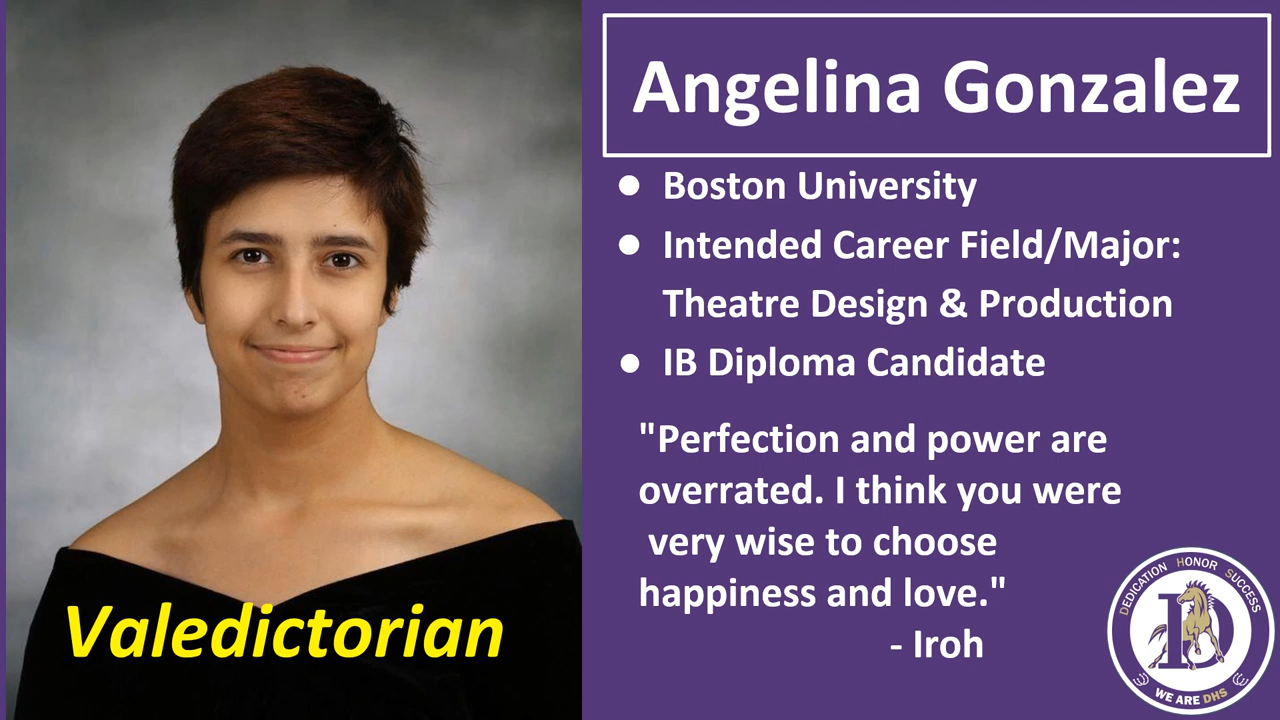 Angelina Gonzalez
● Boston University
● Intended Career Field/Major:
Theatre Design & Production
● IB Diploma Candidate
"Perfection and power are
overrated. I think you were
very wise to choose
happiness and love."
- Iroh
Valedictorian
DEDICATION HONOR SUCCESS
D
WE ARE DHS